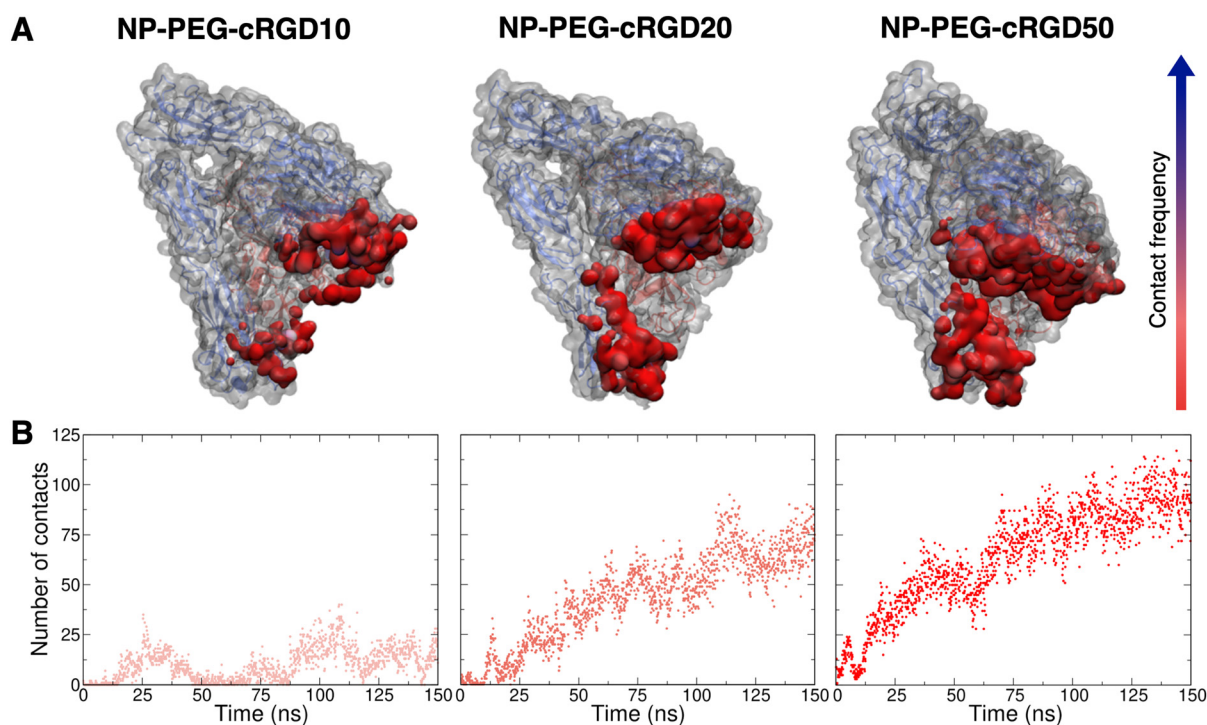 A
NP-PEG-cRGD10
NP-PEG-cRGD20
NP-PEG-cRGD50
Contact frequency
B
Number of contacts
125
100
75
50
25
0
0 25 50 75 100 125 150
0 25 50 75 100 125 150
0 25 50 75 100 125 150
Time (ns)
Time (ns)
Time (ns)